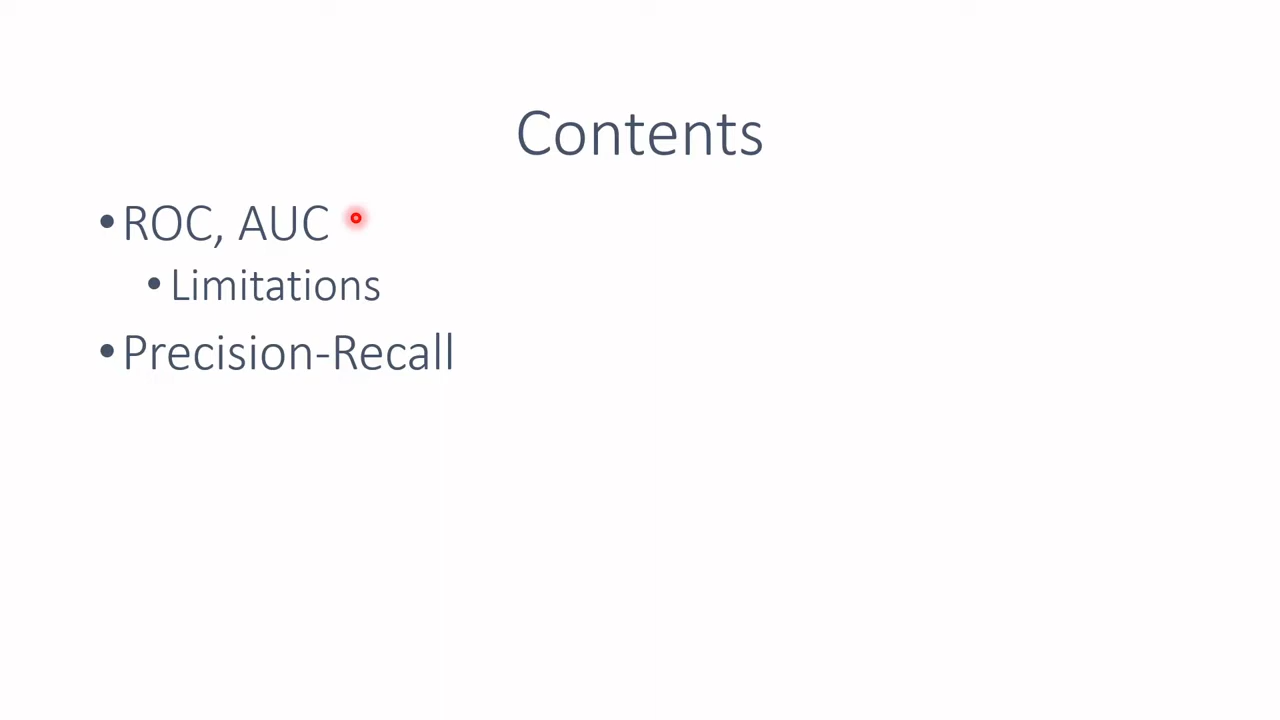 Contents
•ROC, AUC
•Limitations
•Precision-Recall